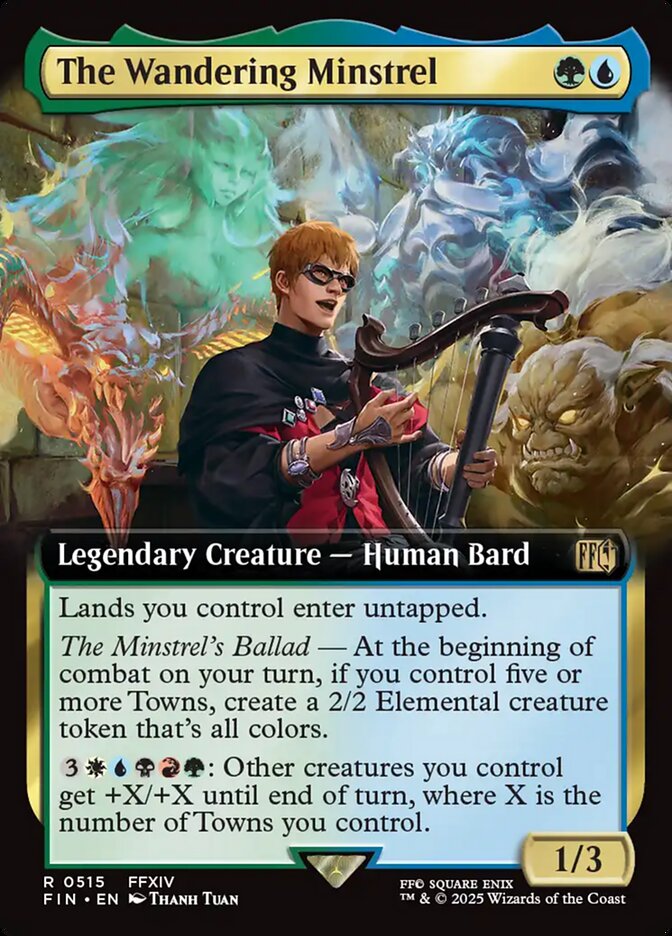 The Wandering Minstrel
Legendary Creature — Human Bard
FF
Lands you control enter untapped.
The Minstrel's Ballad — At the beginning of
combat on your turn, if you control five or
more Towns, create a 2/2 Elemental creature
token that's all colors.
3: Other creatures you control
get +X/+X until end of turn, where X is the
number of Towns you control.
1/3
R 0515 FFXIV
FIN • EN Thanh Tuan
FF© SQUARE ENIX
™ & © 2025 Wizards of the Coast